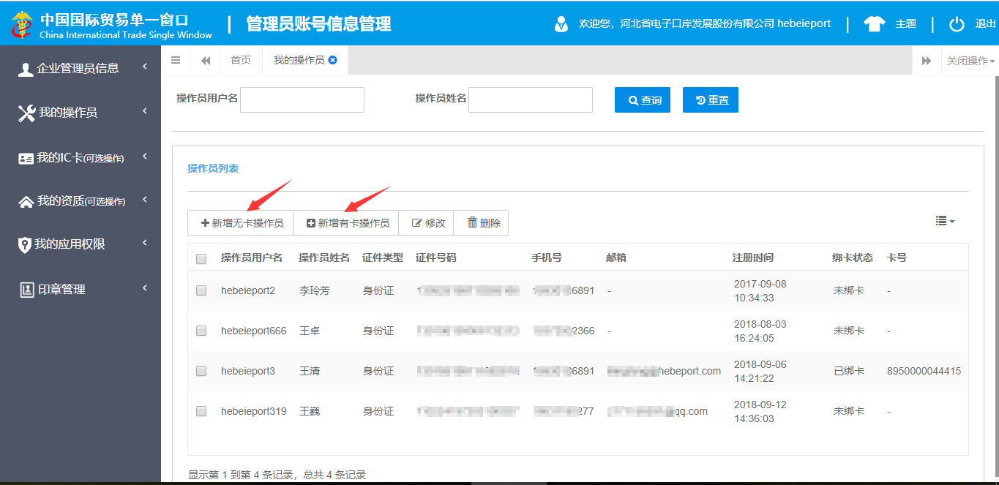 中国国际贸易单一窗口
China International Trade Single Window
管理员账号信息管理
欢迎您，河北省电子口岸发展股份有限公司 hebeieport
主题
退出
企业管理员信息
我的操作员
我的IC卡(可选操作)
我的资质(可选操作)
我的应用权限
印章管理
首页
我的操作员
关闭操作
操作员用户名
操作员姓名
查询
重置
操作员列表
新增无卡操作员
新增有卡操作员
修改
删除
操作员用户名 操作员姓名 证件类型 证件号码 手机号 邮箱 注册时间 绑卡状态 卡号
hebeieport2 李玲芳 身份证 6891 - 2017-09-08 10:34:33 未绑卡 -
hebeieport666 王卓 身份证 2366 - 2018-08-03 16:24:05 未绑卡 -
hebeieport3 王清 身份证 6891 hebeport.com 2018-09-06 14:21:22 已绑卡 8950000044415
hebeieport319 王巍 身份证 277 qq.com 2018-09-12 14:36:03 未绑卡 -
显示第 1 到第 4 条记录，总共 4 条记录